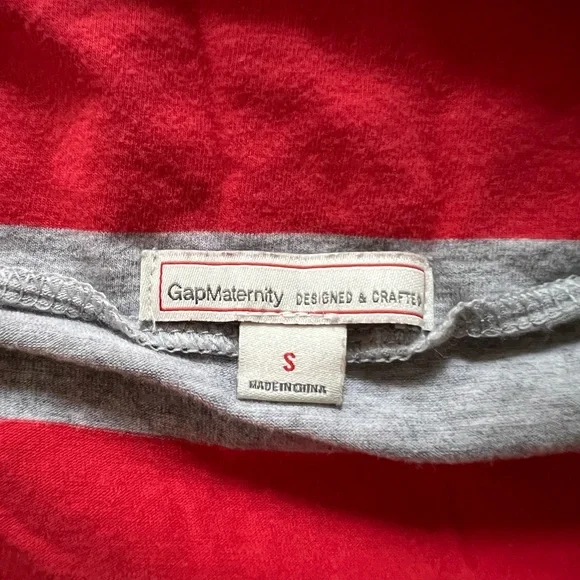 GapMaternity DESIGNED & CRAFTED
S
MADE IN CHINA